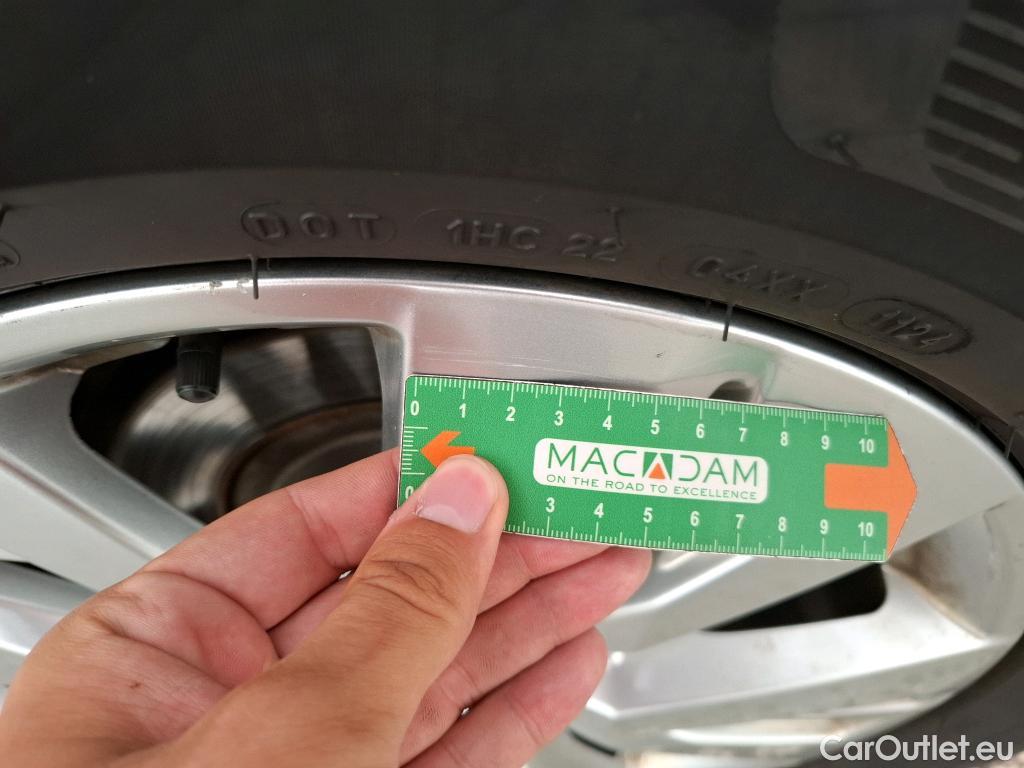 DOT 1HC 22 C4XX 1124
0 1 2 3 4 5 6 7 8 9 10
MACADAM
ON THE ROAD TO EXCELLENCE
0 3 4 5 6 7 8 9 10
CarOutlet.eu